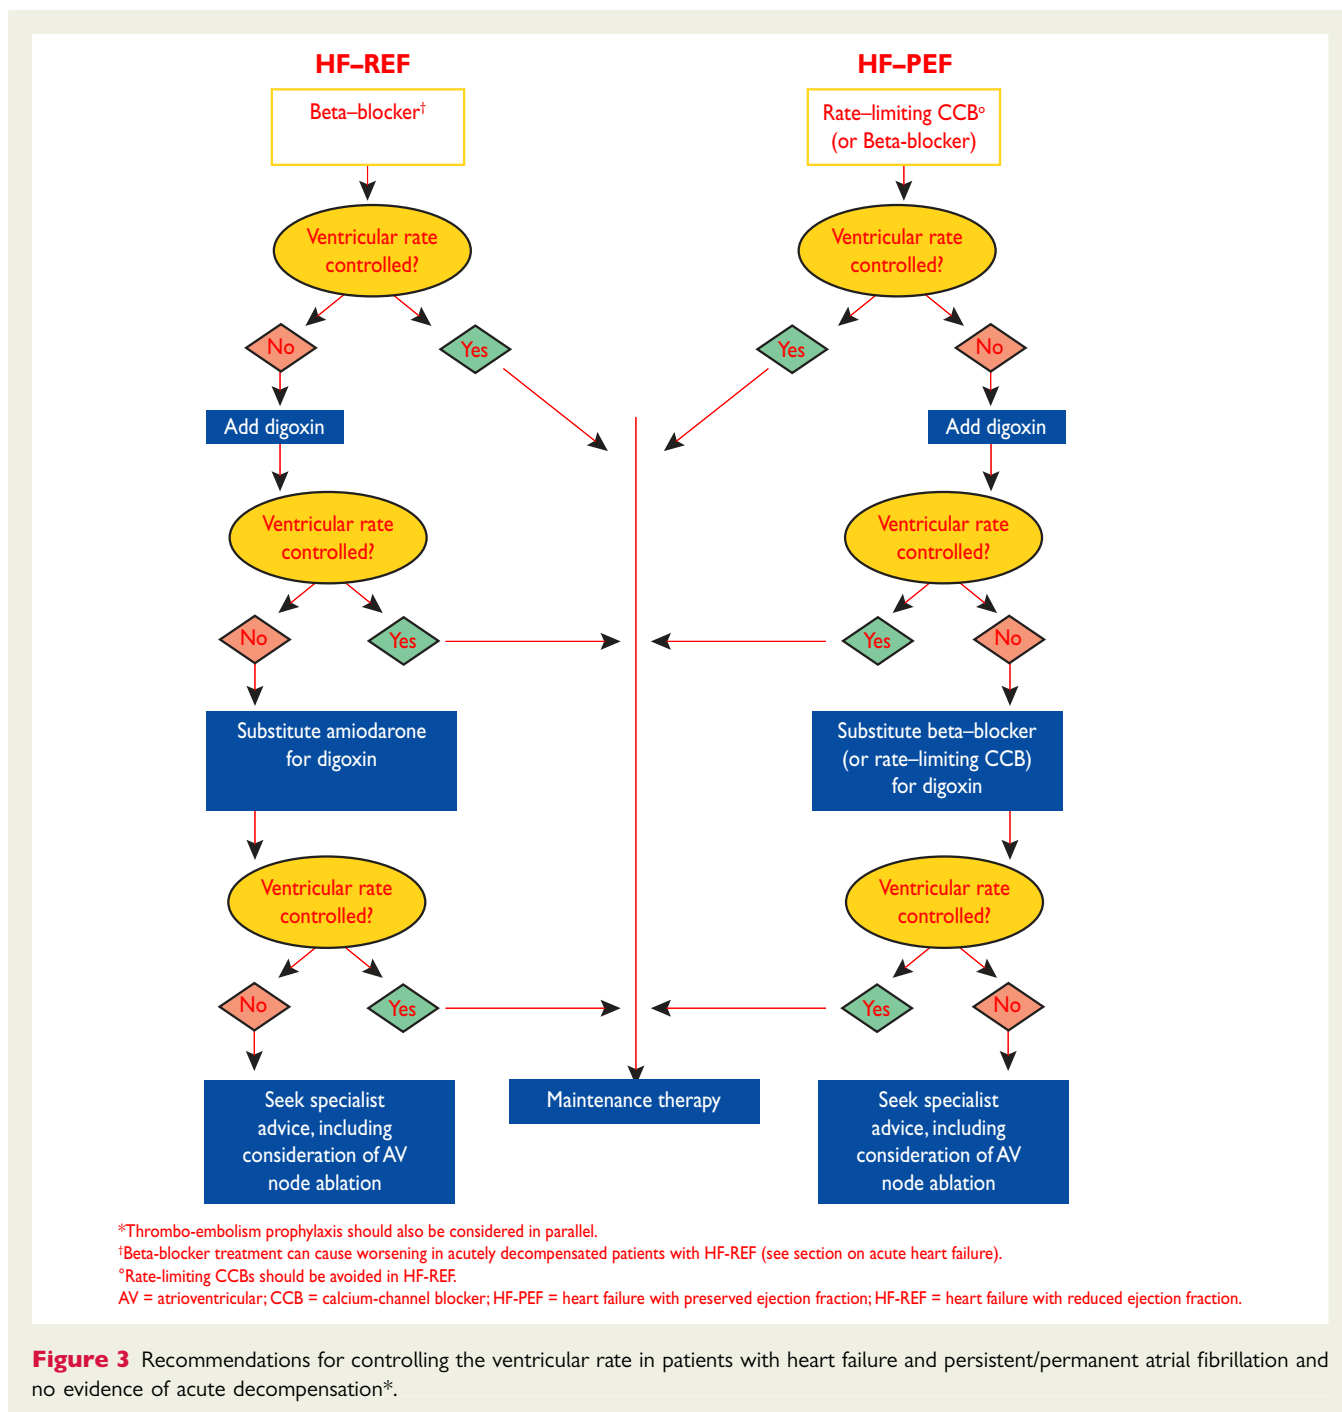 HF–REF
HF–PEF
Beta–blocker†
Rate–limiting CCB°
(or Beta-blocker)
Ventricular rate
controlled?
Ventricular rate
controlled?
No
Yes
Yes
No
Add digoxin
Add digoxin
Ventricular rate
controlled?
Ventricular rate
controlled?
No
Yes
Yes
No
Substitute amiodarone
for digoxin
Substitute beta–blocker
(or rate–limiting CCB)
for digoxin
Ventricular rate
controlled?
Ventricular rate
controlled?
No
Yes
Yes
No
Seek specialist
advice, including
consideration of AV
node ablation
Maintenance therapy
Seek specialist
advice, including
consideration of AV
node ablation
*Thrombo-embolism prophylaxis should also be considered in parallel.
†Beta-blocker treatment can cause worsening in acutely decompensated patients with HF-REF (see section on acute heart failure).
°Rate-limiting CCBs should be avoided in HF-REF.
AV = atrioventricular; CCB = calcium-channel blocker; HF-PEF = heart failure with preserved ejection fraction; HF-REF = heart failure with reduced ejection fraction.
Figure 3 Recommendations for controlling the ventricular rate in patients with heart failure and persistent/permanent atrial fibrillation and
no evidence of acute decompensation*.